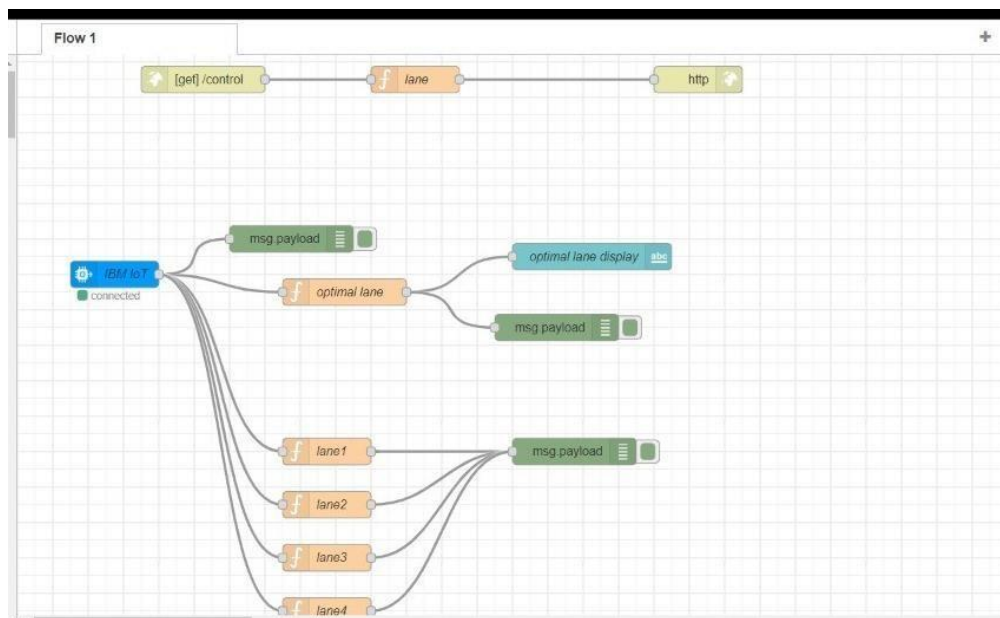 Flow 1
[get] /control
lane
http
msg.payload
optimal lane display
abc
IBM IoT
optimal lane
connected
msg.payload
lane1
msg.payload
lane2
lane3
lane4